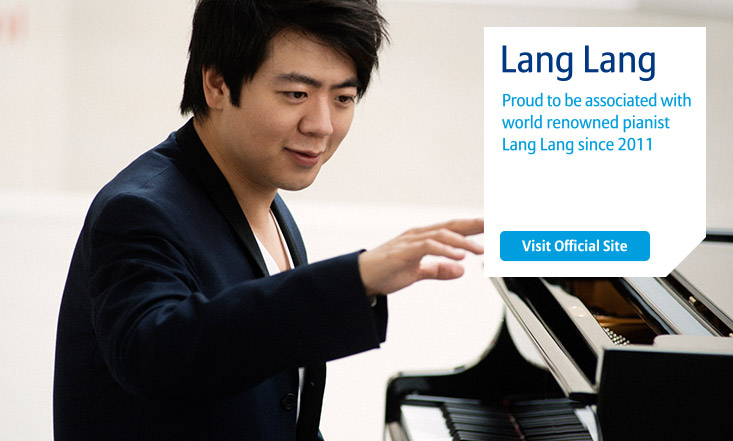 Lang Lang
Proud to be associated with
world renowned pianist
Lang Lang since 2011
Visit Official Site